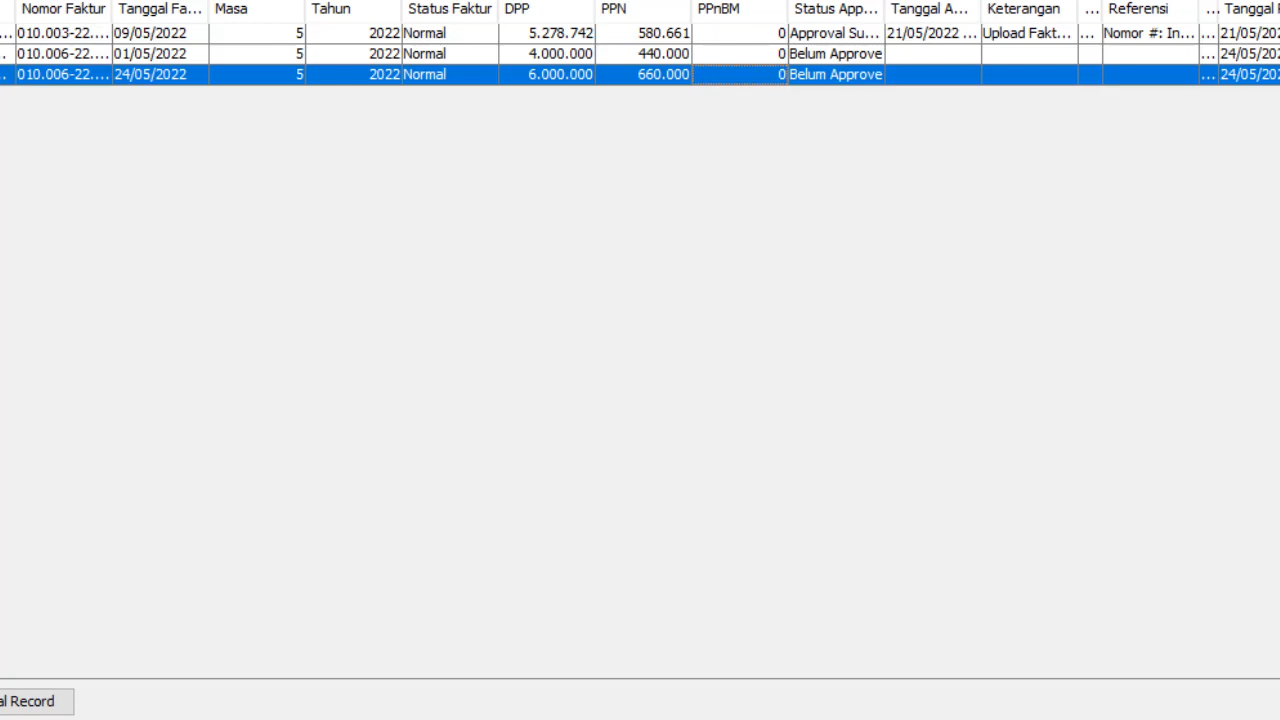 Nomor Faktur Tanggal Fa... Masa Tahun Status Faktur DPP PPN PPnBM Status App... Tanggal A... Keterangan ... Referensi ... Tanggal
... 010.003-22.... 09/05/2022 5 2022 Normal 5.278.742 580.661 0 Approval Su... 21/05/2022 ... Upload Fakt... ... Nomor #: In... ... 21/05/202
. 010.006-22.... 01/05/2022 5 2022 Normal 4.000.000 440.000 0 Belum Approve ... 24/05/202
. 010.006-22.... 24/05/2022 5 2022 Normal 6.000.000 660.000 0 Belum Approve ... 24/05/202
al Record